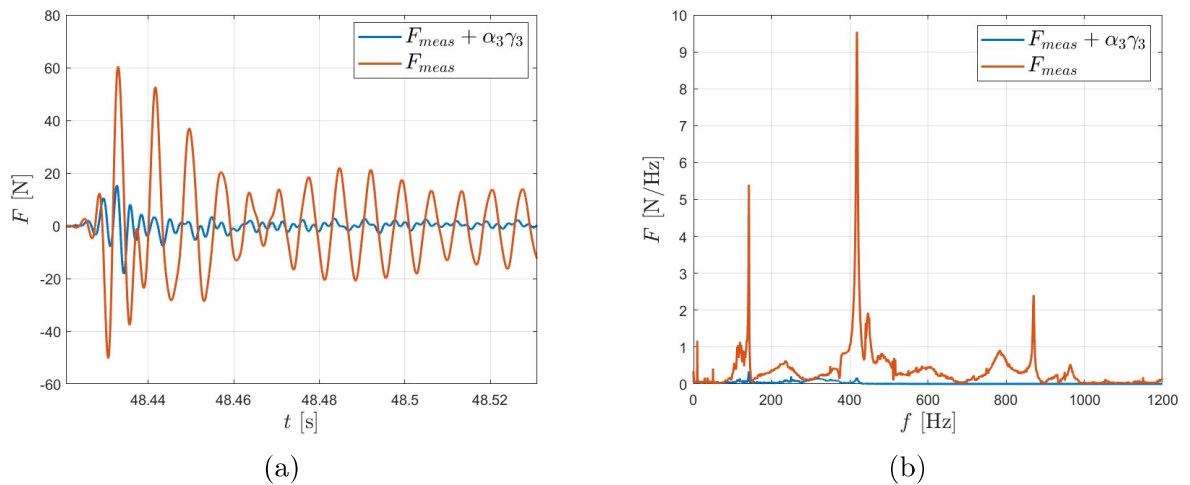 80
60
40
20
0
-20
-40
-60
F [N]
48.44 48.46 48.48 48.5 48.52
t [s]
F_meas + α₃γ₃
F_meas
(a)
10
9
8
7
6
5
4
3
2
1
0
F [N/Hz]
0 200 400 600 800 1000 1200
f [Hz]
F_meas + α₃γ₃
F_meas
(b)